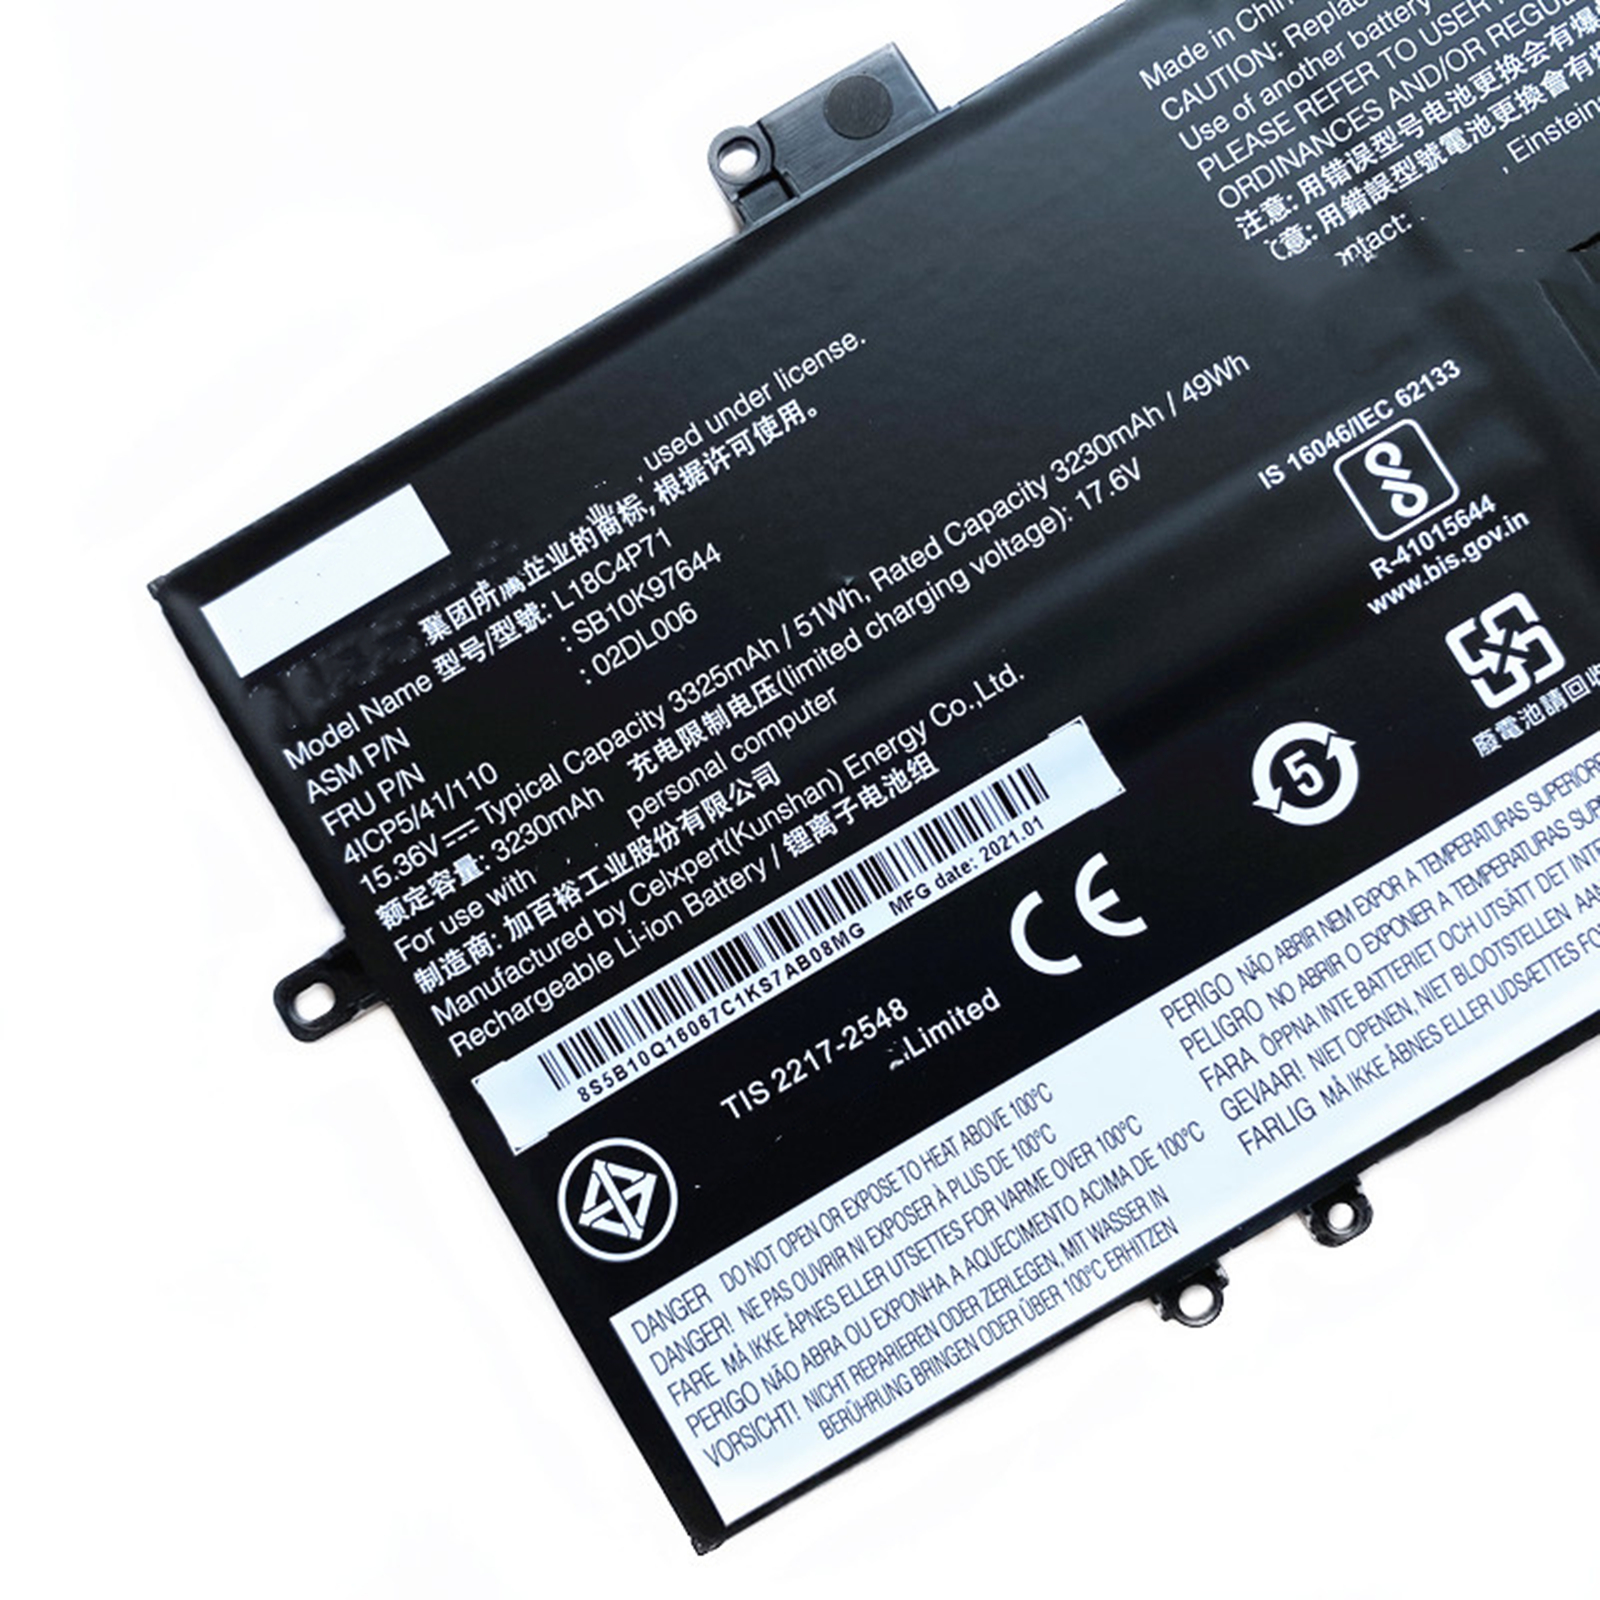 Made in Chin
CAUTION: Replac
Use of another battery
PLEASE REFER TO USER
ORDINANCES AND/OR REGUL
注意: 用错误型号电池更换会有爆
意: 用錯誤型號電池更換會有
, Einstein
ntact:
, used under license.
集团所属企业的商标, 根据许可使用。
Model Name 型号/型號: L18C4P71
ASM P/N : SB10K97644
FRU P/N : 02DL006
4ICP5/41/110
15.36V⎓ Typical Capacity 3325mAh / 51Wh, Rated Capacity 3230mAh / 49Wh
额定容量: 3230mAh 充电限制电压(limited charging voltage): 17.6V
For use with personal computer
制造商: 加百裕工业股份有限公司
Manufactured by Celxpert(Kunshan) Energy Co.,Ltd.
Rechargeable Li-ion Battery / 锂离子电池组
8S5B10Q16067C1KS7AB08MG MFG date: 2021.01
IS 16046/IEC 62133
R-41015644
www.bis.gov.in
廢電池請回收
5
CE
TIS 2217-2548
Limited
DANGER DO NOT OPEN OR EXPOSE TO HEAT ABOVE 100°C
DANGER! NE PAS OUVRIR NI EXPOSER À PLUS DE 100°C
FARE MÅ IKKE ÅPNES ELLER UTSETTES FOR VARME OVER 100°C
PERIGO NÃO ABRA OU EXPONHA A AQUECIMENTO ACIMA DE 100°C
VORSICHT! NICHT REPARIEREN ODER ZERLEGEN, MIT WASSER IN
BERÜHRUNG BRINGEN ODER ÜBER 100°C ERHITZEN
PERIGO NÃO ABRIR NEM EXPOR A TEMPERATURAS SUPERIORE
PELIGRO NO ABRIR O EXPONER A TEMPERATURAS SUP
FARA ÖPPNA INTE BATTERIET OCH UTSÄTT DET INTE
GEVAAR! NIET OPENEN, NIET BLOOTSTELLEN AAN
FARLIG MÅ IKKE ÅBNES ELLER UDSÆTTES FO